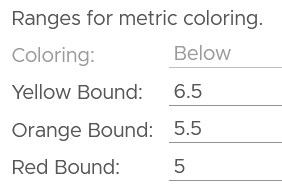 Ranges for metric coloring.
Coloring: Below
Yellow Bound: 6.5
Orange Bound: 5.5
Red Bound: 5